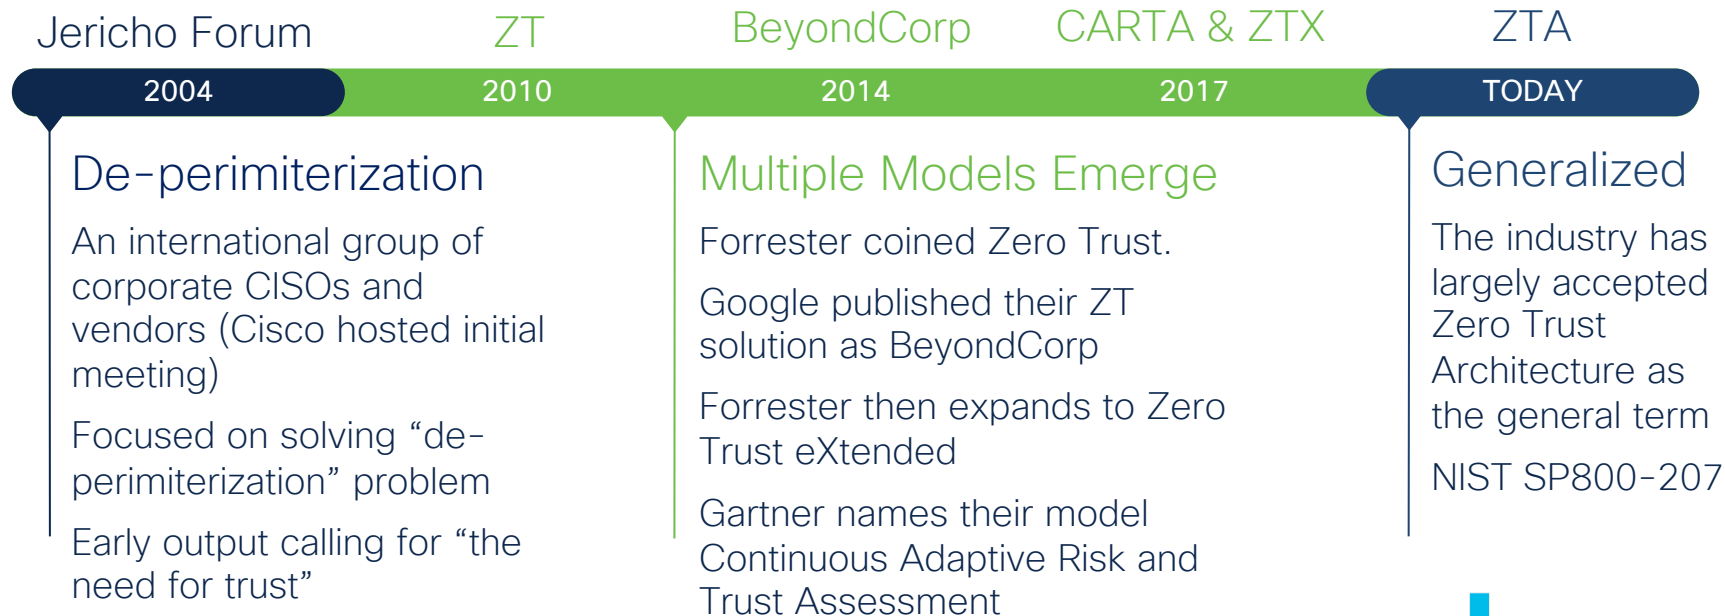 Jericho Forum
ZT
BeyondCorp
CARTA & ZTX
ZTA
2004
2010
2014
2017
TODAY
De-perimiterization
An international group of
corporate CISOs and
vendors (Cisco hosted initial
meeting)
Focused on solving “de-
perimiterization” problem
Early output calling for “the
need for trust”
Multiple Models Emerge
Forrester coined Zero Trust.
Google published their ZT
solution as BeyondCorp
Forrester then expands to Zero
Trust eXtended
Gartner names their model
Continuous Adaptive Risk and
Trust Assessment
Generalized
The industry has
largely accepted
Zero Trust
Architecture as
the general term
NIST SP800-207